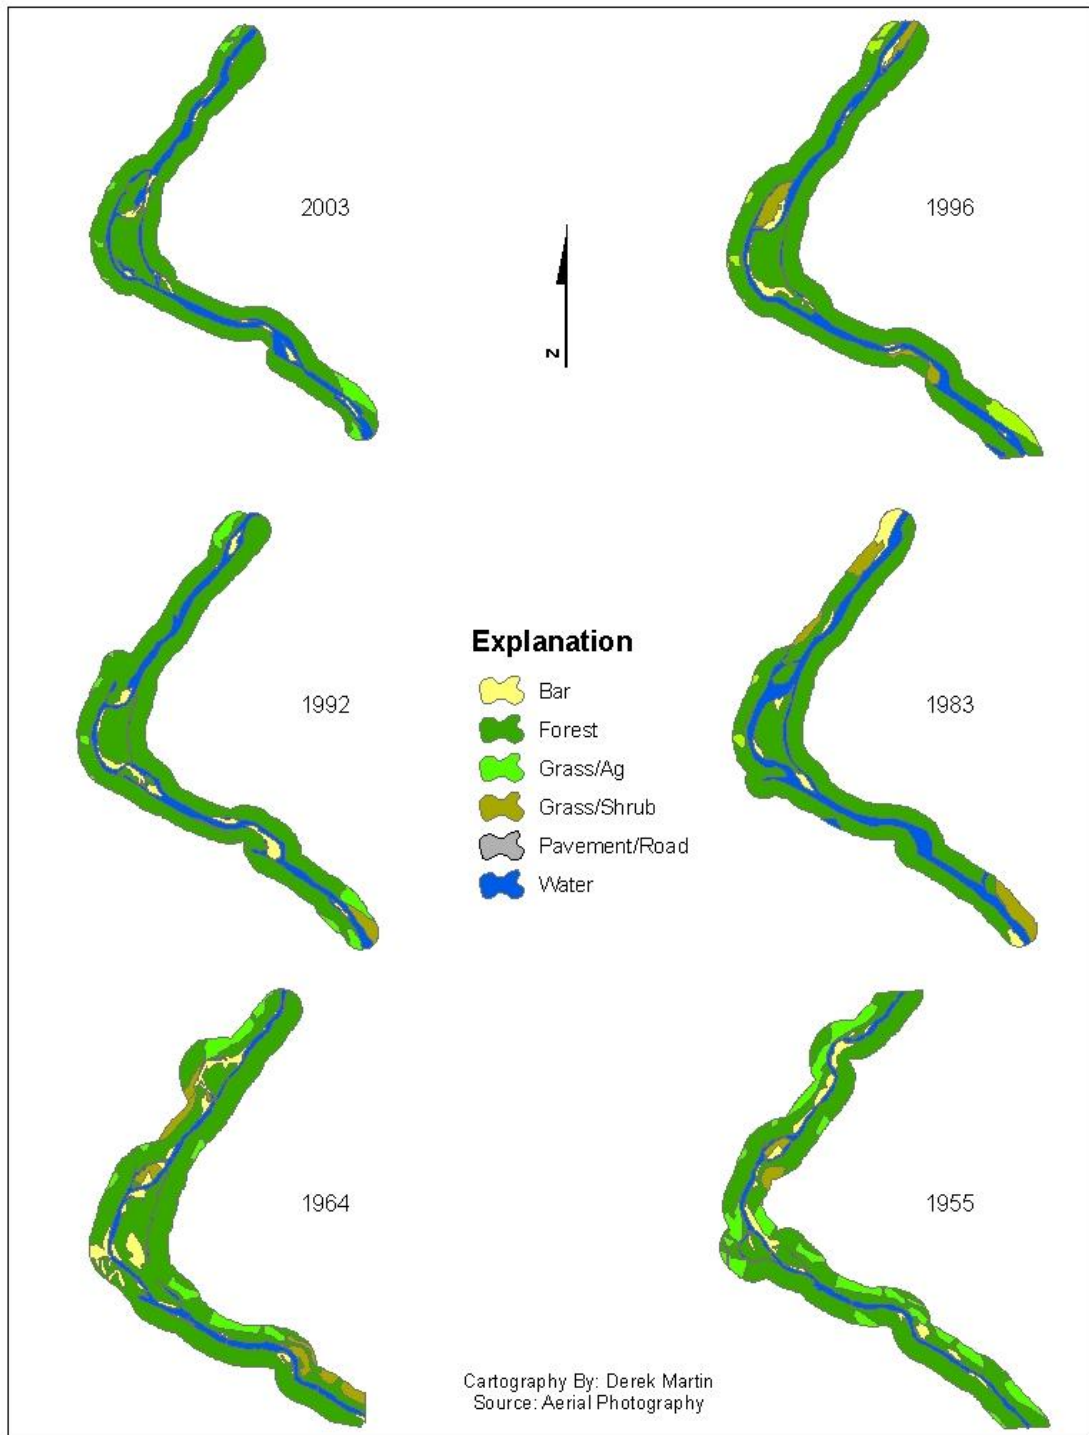 2003
1996
N
1992
Explanation
Bar
Forest
Grass/Ag
Grass/Shrub
Pavement/Road
Water
1983
1964
1955
Cartography By: Derek Martin
Source: Aerial Photography